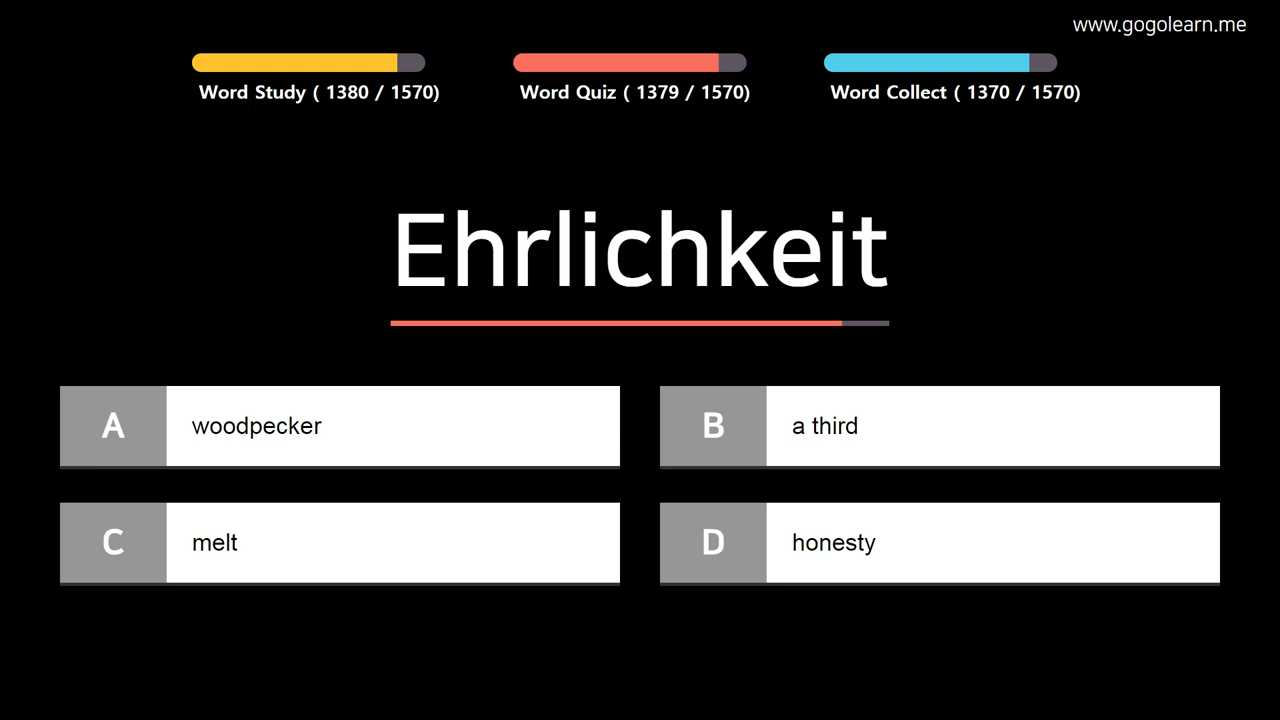 www.gogolearn.me
Word Study ( 1380 / 1570)
Word Quiz ( 1379 / 1570)
Word Collect ( 1370 / 1570)
Ehrlichkeit
A woodpecker
B a third
C melt
D honesty